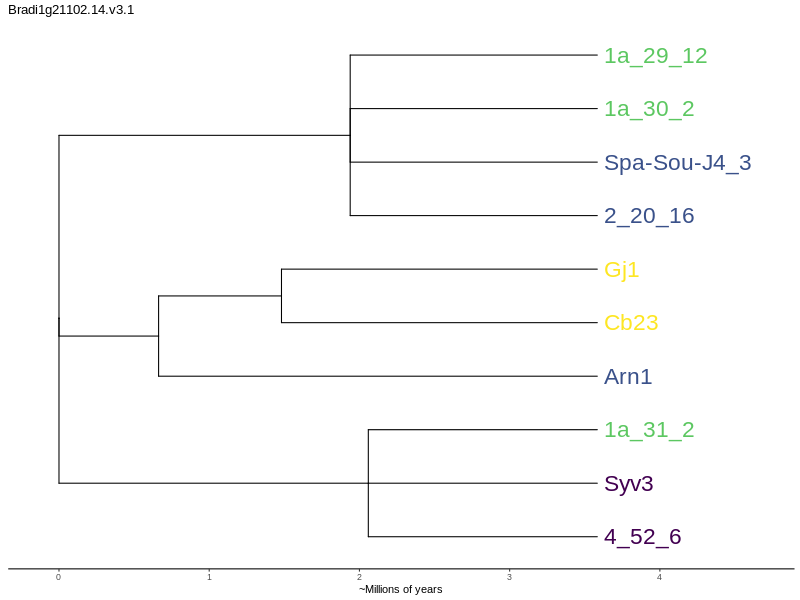 Bradi1g21102.14.v3.1
1a_29_12
1a_30_2
Spa-Sou-J4_3
2_20_16
Gj1
Cb23
Arn1
1a_31_2
Syv3
4_52_6
0 1 2 3 4
~Millions of years